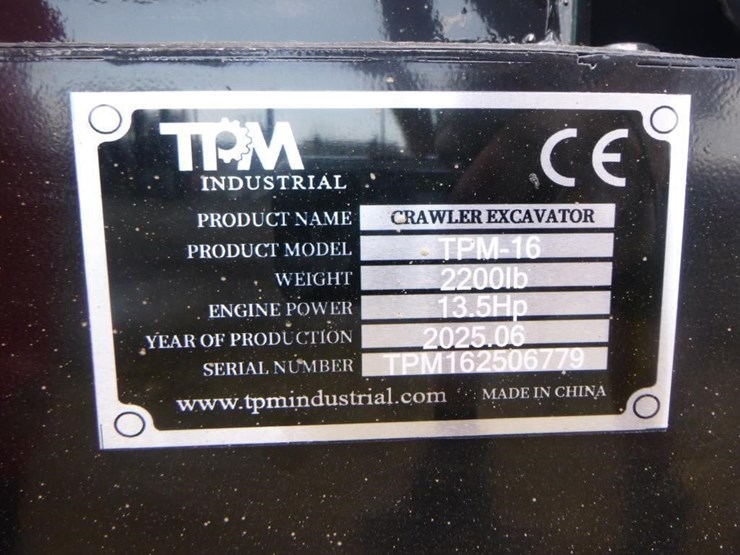 TPM
CE
INDUSTRIAL
PRODUCT NAME CRAWLER EXCAVATOR
PRODUCT MODEL TPM-16
WEIGHT 2200lb
ENGINE POWER 13.5Hp
YEAR OF PRODUCTION 2025.06
SERIAL NUMBER TPM162506779
www.tpmindustrial.com MADE IN CHINA